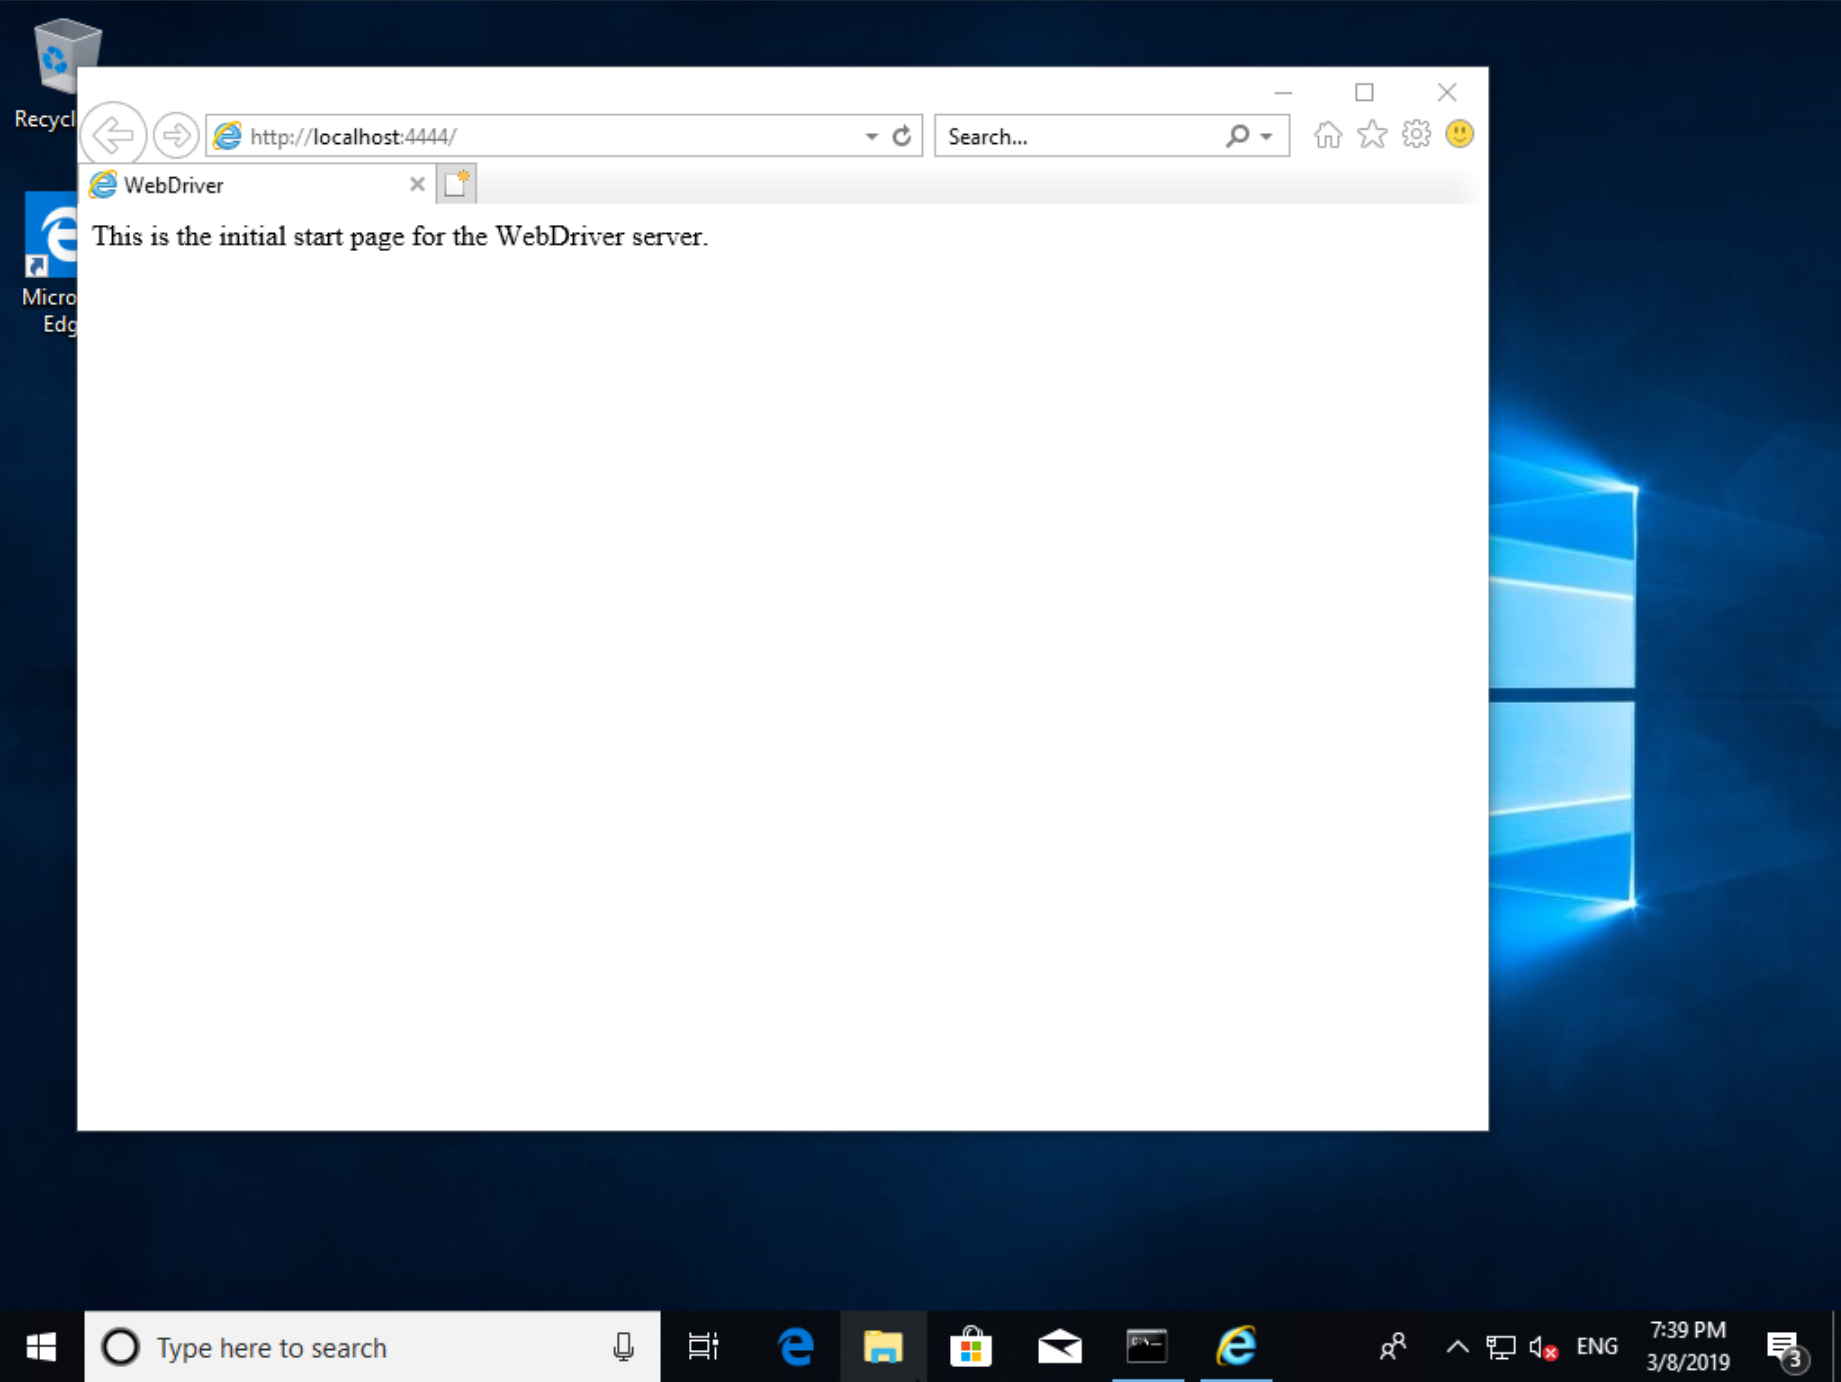 Recycl
http://localhost:4444/
Search...
WebDriver
This is the initial start page for the WebDriver server.
Micro
Edg
Type here to search
ENG
7:39 PM
3/8/2019
3